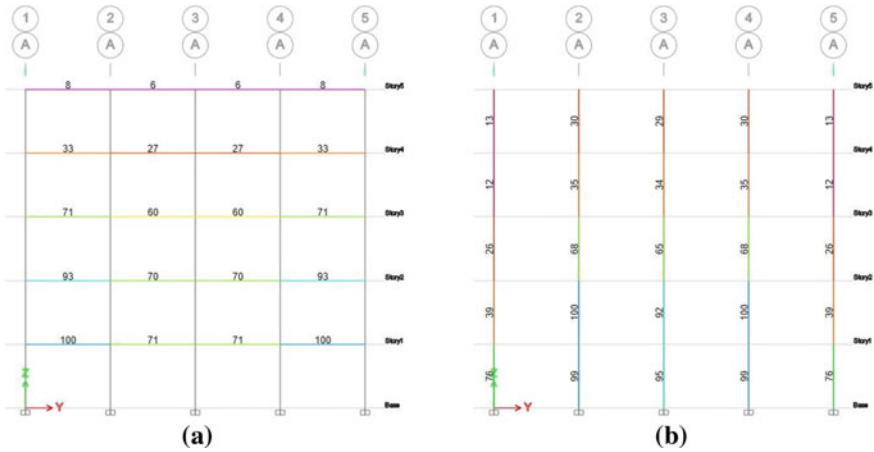 1 2 3 4 5
A A A A A
8 6 6 8 Story5
33 27 27 33 Story4
71 60 60 71 Story3
93 70 70 93 Story2
100 71 71 100 Story1
Z
Y Base
(a)
1 2 3 4 5
A A A A A
Story5
13 30 29 30 13
Story4
12 35 34 35 12
Story3
26 68 65 68 26
Story2
39 100 92 100 39
Story1
76 99 95 99 76
Z
Y Base
(b)